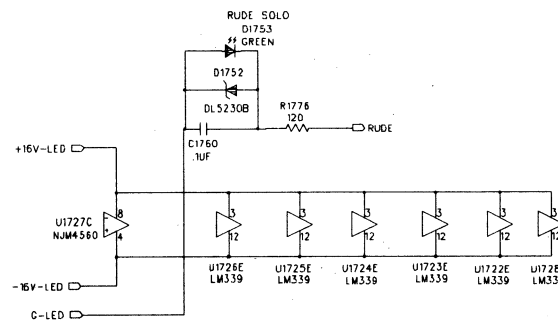 RUDE SOLO
D1753
GREEN
D1752
DL5230B
R1776
120
RUDE
C1760
.1UF
+16V-LED
U1727C
NJM4560
8
4
3
12
3
12
3
12
3
12
3
12
3
12
U1726E
LM339
U1725E
LM339
U1724E
LM339
U1723E
LM339
U1722E
LM339
U1728
LM33
-16V-LED
G-LED